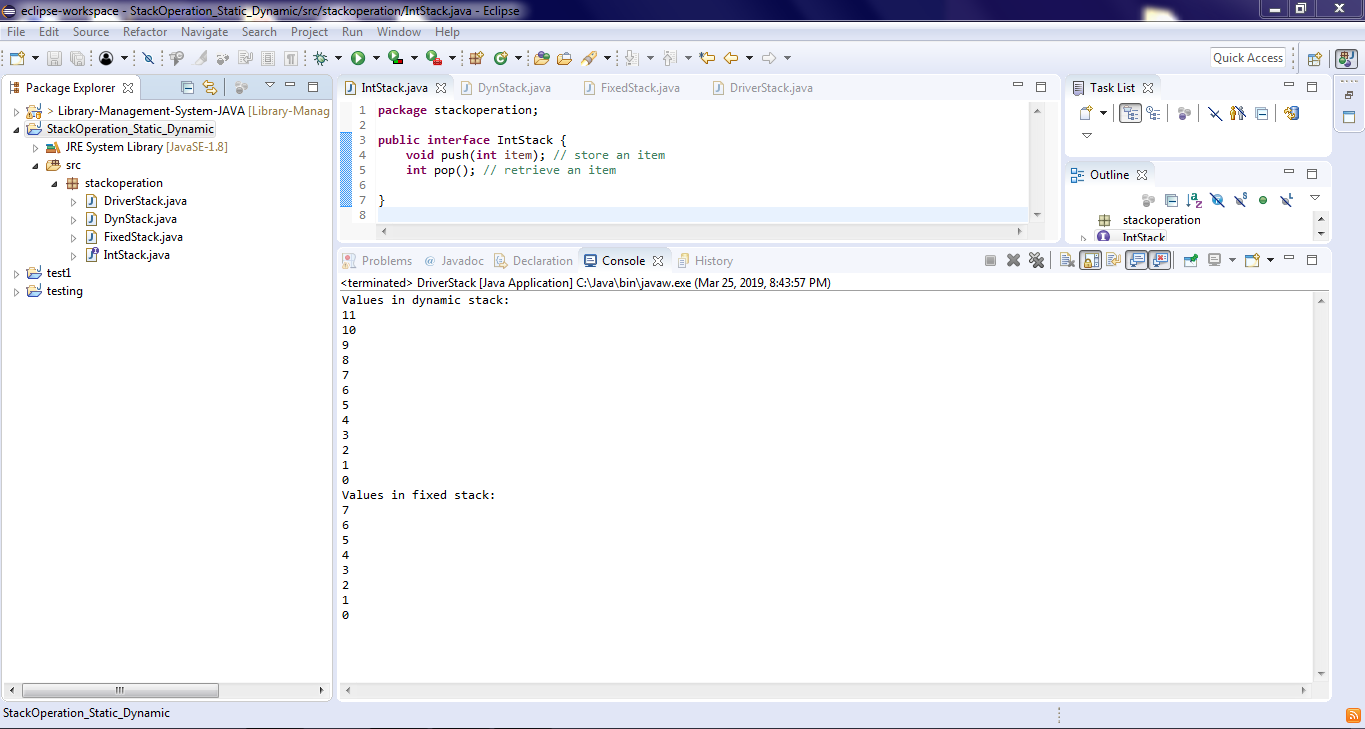 eclipse-workspace - StackOperation_Static_Dynamic/src/stackoperation/IntStack.java - Eclipse
File Edit Source Refactor Navigate Search Project Run Window Help
Quick Access
Package Explorer
> Library-Management-System-JAVA [Library-Manag
StackOperation_Static_Dynamic
JRE System Library [JavaSE-1.8]
src
stackoperation
DriverStack.java
DynStack.java
FixedStack.java
IntStack.java
test1
testing
IntStack.java DynStack.java FixedStack.java DriverStack.java
1 package stackoperation;
2
3 public interface IntStack {
4 void push(int item); // store an item
5 int pop(); // retrieve an item
6
7 }
8
Task List
Outline
stackoperation
IntStack
Problems @ Javadoc Declaration Console History
<terminated> DriverStack [Java Application] C:\Java\bin\javaw.exe (Mar 25, 2019, 8:43:57 PM)
Values in dynamic stack:
11
10
9
8
7
6
5
4
3
2
1
0
Values in fixed stack:
7
6
5
4
3
2
1
0
StackOperation_Static_Dynamic